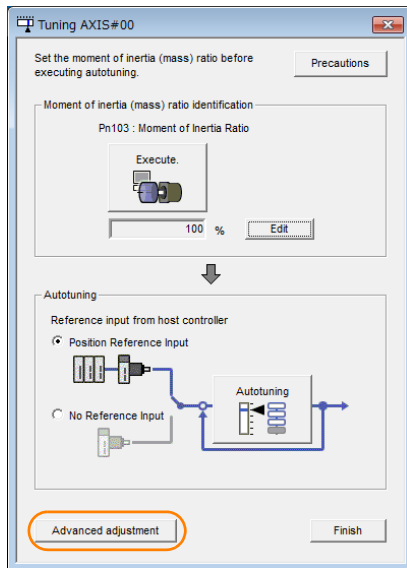 Tuning AXIS#00
Set the moment of inertia (mass) ratio before
executing autotuning.
Precautions
Moment of inertia (mass) ratio identification
Pn103 : Moment of Inertia Ratio
Execute.
100 %
Edit
Autotuning
Reference input from host controller
Position Reference Input
Autotuning
No Reference Input
Advanced adjustment
Finish